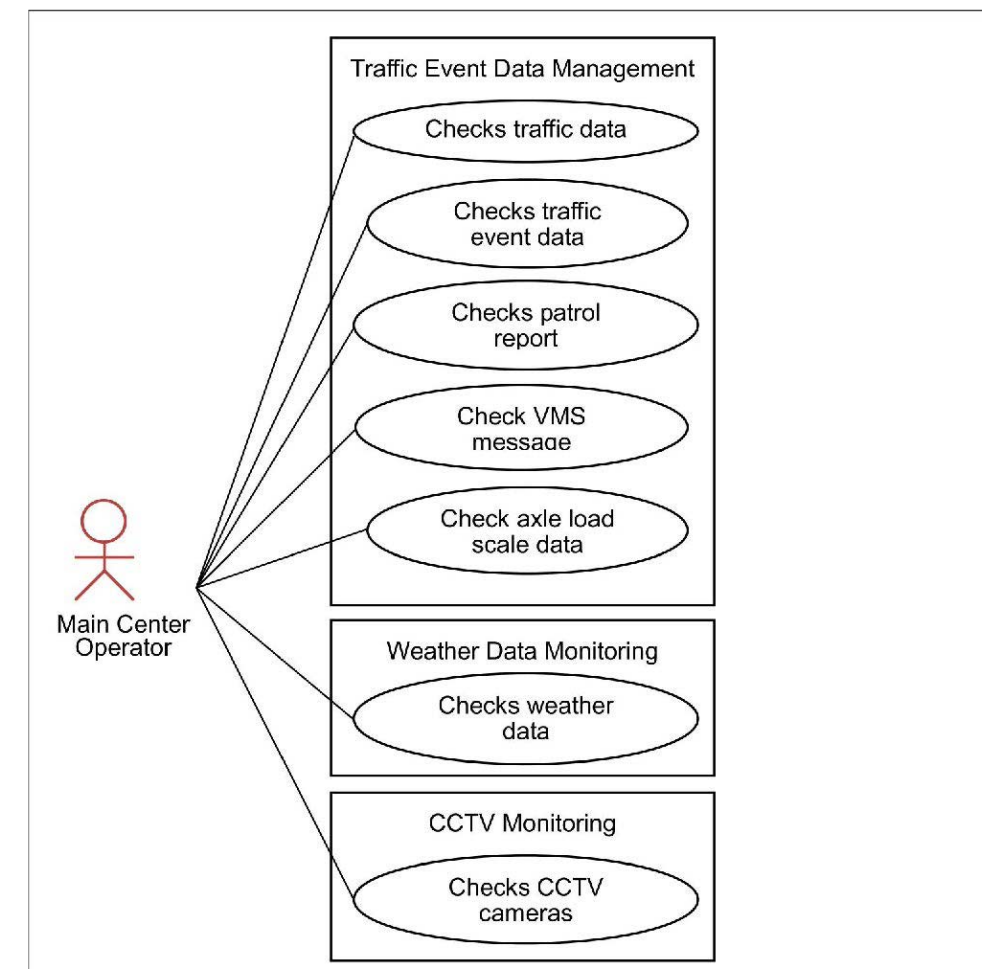 Traffic Event Data Management
Checks traffic data
Checks traffic
event data
Checks patrol
report
Check VMS
message
Check axle load
scale data
Main Center
Operator
Weather Data Monitoring
Checks weather
data
CCTV Monitoring
Checks CCTV
cameras